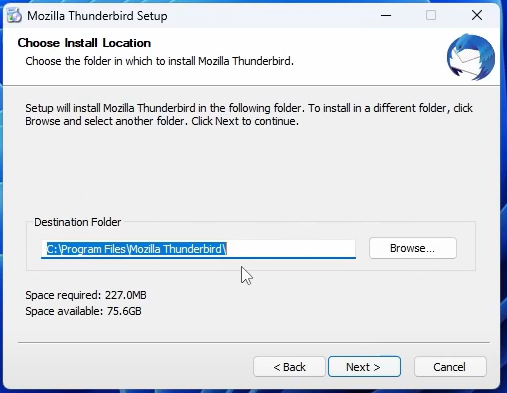 Mozilla Thunderbird Setup
Choose Install Location
Choose the folder in which to install Mozilla Thunderbird.
Setup will install Mozilla Thunderbird in the following folder. To install in a different folder, click
Browse and select another folder. Click Next to continue.
Destination Folder
C:\Program Files\Mozilla Thunderbird\
Browse...
Space required: 227.0MB
Space available: 75.6GB
< Back
Next >
Cancel